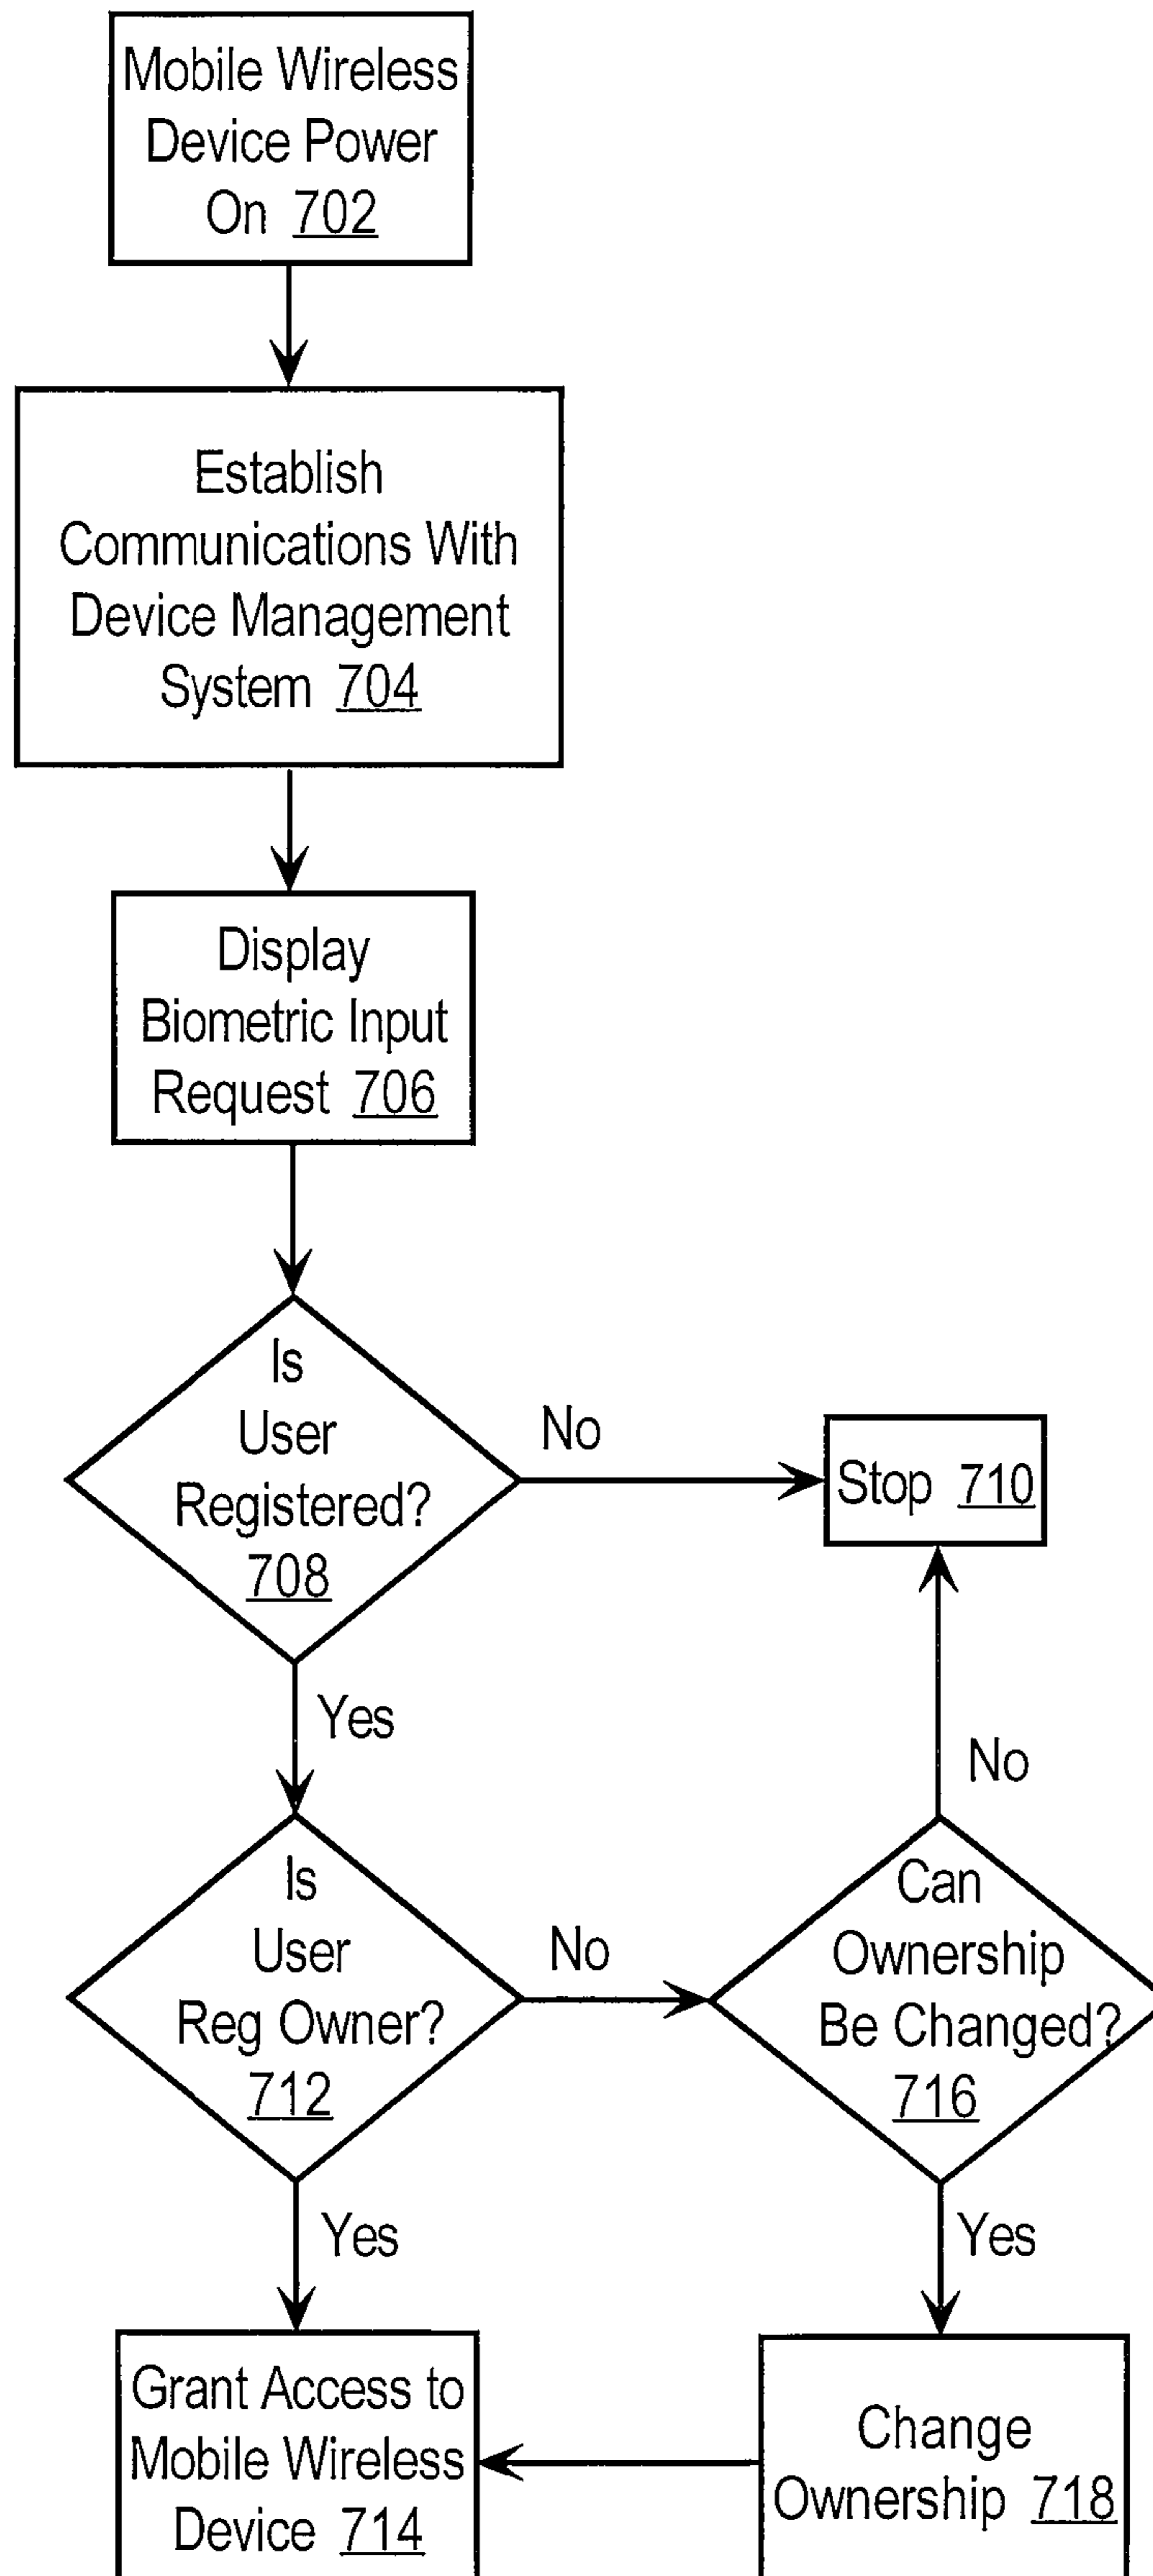 Mobile Wireless
Device Power
On 702
Establish
Communications With
Device Management
System 704
Display
Biometric Input
Request 706
Is
User
Registered?
708
No
Stop 710
Yes
No
Is
User
Reg Owner?
712
No
Can
Ownership
Be Changed?
716
Yes
Yes
Grant Access to
Mobile Wireless
Device 714
Change
Ownership 718